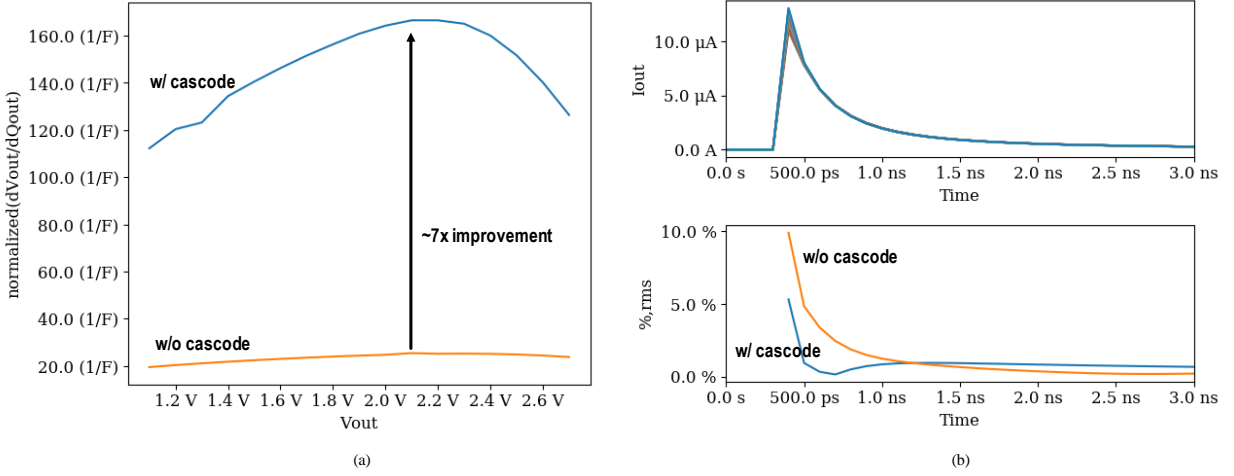 160.0 (1/F)
140.0 (1/F)
120.0 (1/F)
100.0 (1/F)
80.0 (1/F)
60.0 (1/F)
40.0 (1/F)
20.0 (1/F)
normalized(dVout/dQout)
w/ cascode
~7x improvement
w/o cascode
1.2 V 1.4 V 1.6 V 1.8 V 2.0 V 2.2 V 2.4 V 2.6 V
Vout
(a)
10.0 µA
5.0 µA
0.0 A
Iout
0.0 s 500.0 ps 1.0 ns 1.5 ns 2.0 ns 2.5 ns 3.0 ns
Time
10.0 %
5.0 %
0.0 %
%,rms
w/o cascode
w/ cascode
0.0 s 500.0 ps 1.0 ns 1.5 ns 2.0 ns 2.5 ns 3.0 ns
Time
(b)